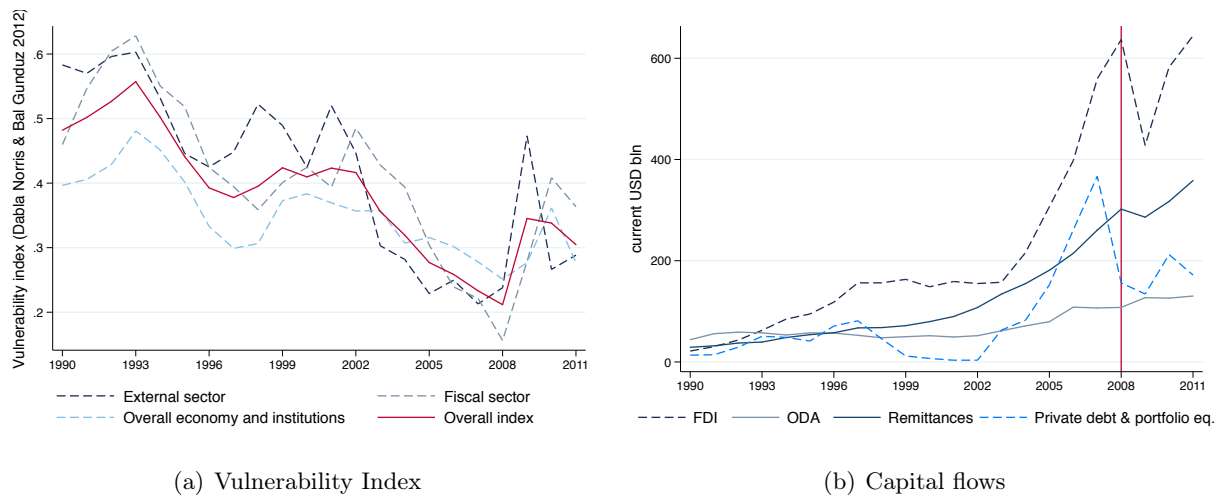 Vulnerability index (Dabla Norris & Bal Gunduz 2012)
.6
.5
.4
.3
.2
1990 1993 1996 1999 2002 2005 2008 2011
External sector Fiscal sector
Overall economy and institutions Overall index
(a) Vulnerability Index
current USD bln
600
400
200
0
1990 1993 1996 1999 2002 2005 2008 2011
FDI ODA Remittances Private debt & portfolio eq.
(b) Capital flows